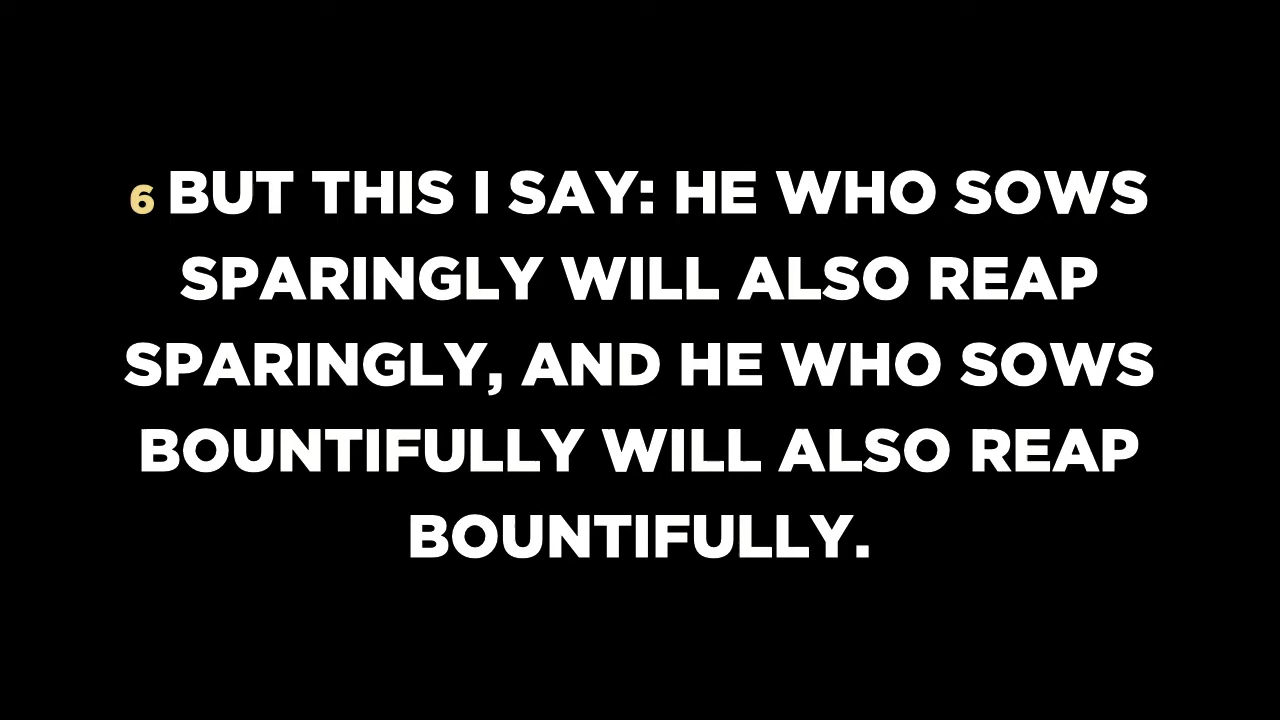 6 BUT THIS I SAY: HE WHO SOWS
SPARINGLY WILL ALSO REAP
SPARINGLY, AND HE WHO SOWS
BOUNTIFULLY WILL ALSO REAP
BOUNTIFULLY.